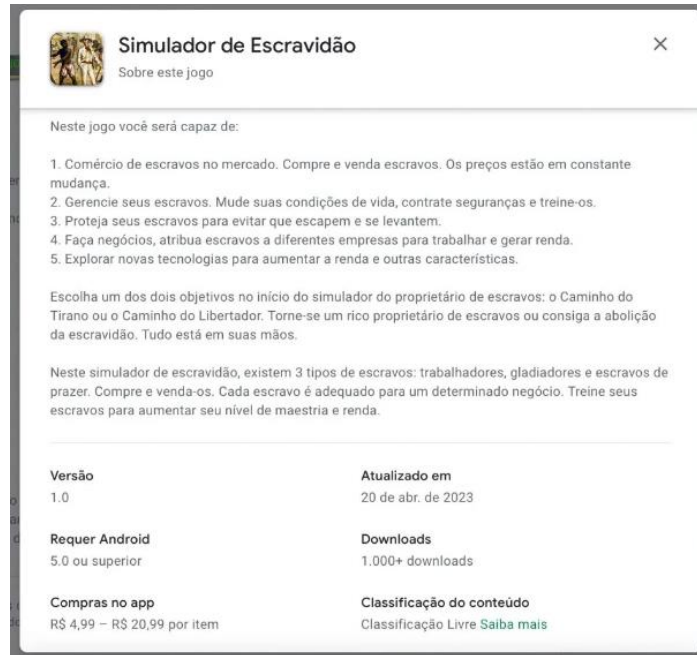 Simulador de Escravidão
Sobre este jogo
Neste jogo você será capaz de:
1. Comércio de escravos no mercado. Compre e venda escravos. Os preços estão em constante
mudança.
2. Gerencie seus escravos. Mude suas condições de vida, contrate seguranças e treine-os.
3. Proteja seus escravos para evitar que escapem e se levantem.
4. Faça negócios, atribua escravos a diferentes empresas para trabalhar e gerar renda.
5. Explorar novas tecnologias para aumentar a renda e outras características.
Escolha um dos dois objetivos no início do simulador do proprietário de escravos: o Caminho do
Tirano ou o Caminho do Libertador. Torne-se um rico proprietário de escravos ou consiga a abolição
da escravidão. Tudo está em suas mãos.
Neste simulador de escravidão, existem 3 tipos de escravos: trabalhadores, gladiadores e escravos de
prazer. Compre e venda-os. Cada escravo é adequado para um determinado negócio. Treine seus
escravos para aumentar seu nível de maestria e renda.
Versão
1.0
Atualizado em
20 de abr. de 2023
Requer Android
5.0 ou superior
Downloads
1.000+ downloads
Compras no app
R$ 4,99 – R$ 20,99 por item
Classificação do conteúdo
Classificação Livre Saiba mais